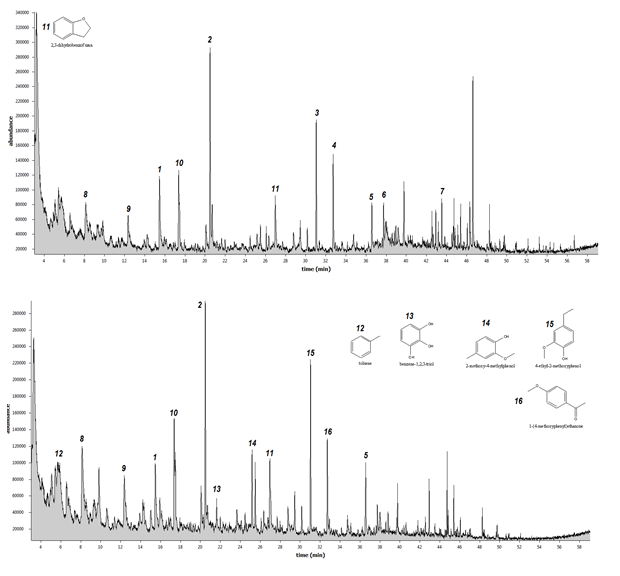 340000
320000
300000
280000
260000
240000
220000
200000
180000
160000
140000
120000
100000
80000
60000
40000
20000
abundance
11
O
2,3-dihydrobenzofuran
8
9
1
10
2
11
3
4
5
6
7
4 6 8 10 12 14 16 18 20 22 24 26 28 30 32 34 36 38 40 42 44 46 48 50 52 54 56 58
time (min)
280000
260000
240000
220000
200000
180000
160000
140000
120000
100000
80000
60000
40000
20000
abundance
12
8
9
1
10
2
13
14
11
15
16
5
12
toluene
13
OH
OH
OH
benzene-1,2,3-triol
14
OH
O
2-methoxy-4-methylphenol
15
O
OH
4-ethyl-2-methoxyphenol
16
O
O
1-(4-methoxyphenyl)ethanone
4 6 8 10 12 14 16 18 20 22 24 26 28 30 32 34 36 38 40 42 44 46 48 50 52 54 56 58
time (min)